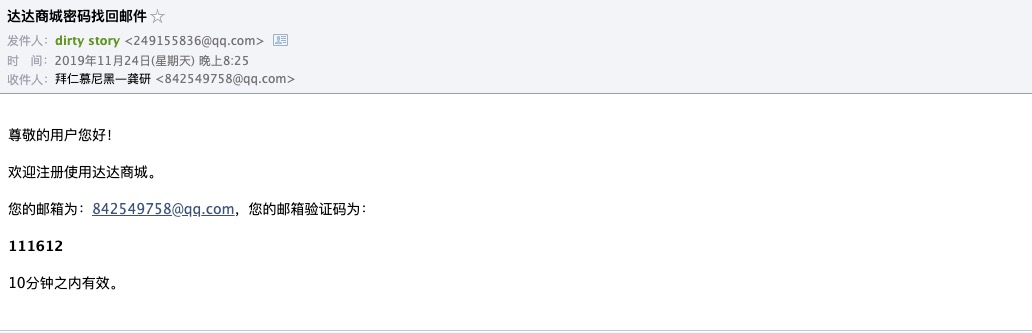 达达商城密码找回邮件☆
发件人：dirty story <249155836@qq.com>
时 间：2019年11月24日(星期天) 晚上8:25
收件人：拜仁慕尼黑—龚研 <842549758@qq.com>
尊敬的用户您好！
欢迎注册使用达达商城。
您的邮箱为：842549758@qq.com，您的邮箱验证码为：
111612
10分钟之内有效。